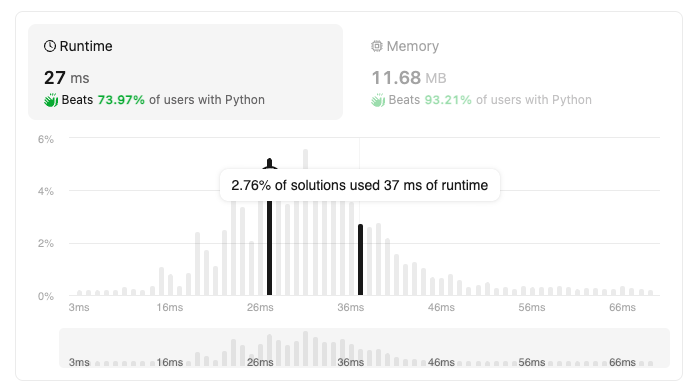 Runtime
Memory
27 ms
11.68 MB
Beats 73.97% of users with Python
Beats 93.21% of users with Python
6%
2.76% of solutions used 37 ms of runtime
4%
2%
0%
3ms 16ms 26ms 36ms 46ms 56ms 66ms
3ms 16ms 26ms 36ms 46ms 56ms 66ms